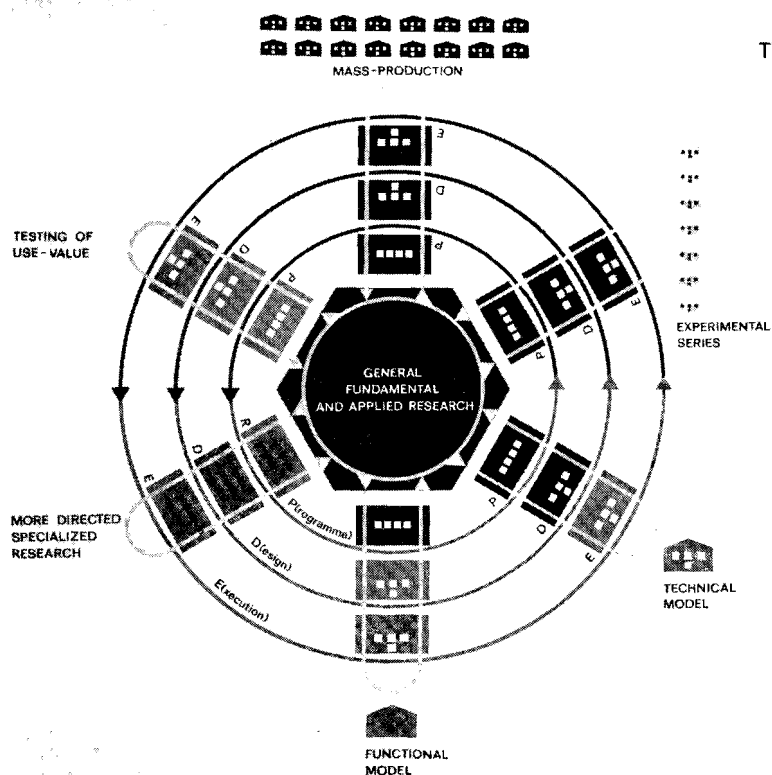 T
MASS-PRODUCTION
E
D
P
TESTING OF
USE-VALUE
E
D
P
E
D
P
EXPERIMENTAL
SERIES
GENERAL
FUNDAMENTAL
AND APPLIED RESEARCH
R
D
E
MORE DIRECTED
SPECIALIZED
RESEARCH
P(rogramme)
D(esign)
E(xecution)
P
D
E
TECHNICAL
MODEL
FUNCTIONAL
MODEL